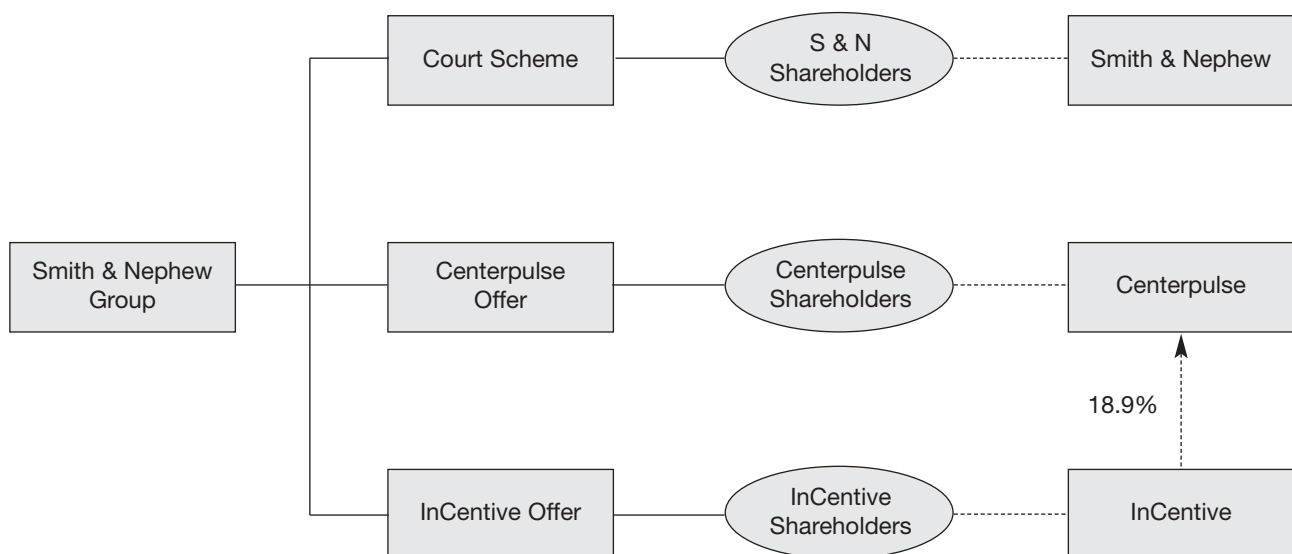 Court Scheme
S & N
Shareholders
Smith & Nephew
Smith & Nephew
Group
Centerpulse
Offer
Centerpulse
Shareholders
Centerpulse
18.9%
InCentive Offer
InCentive
Shareholders
InCentive